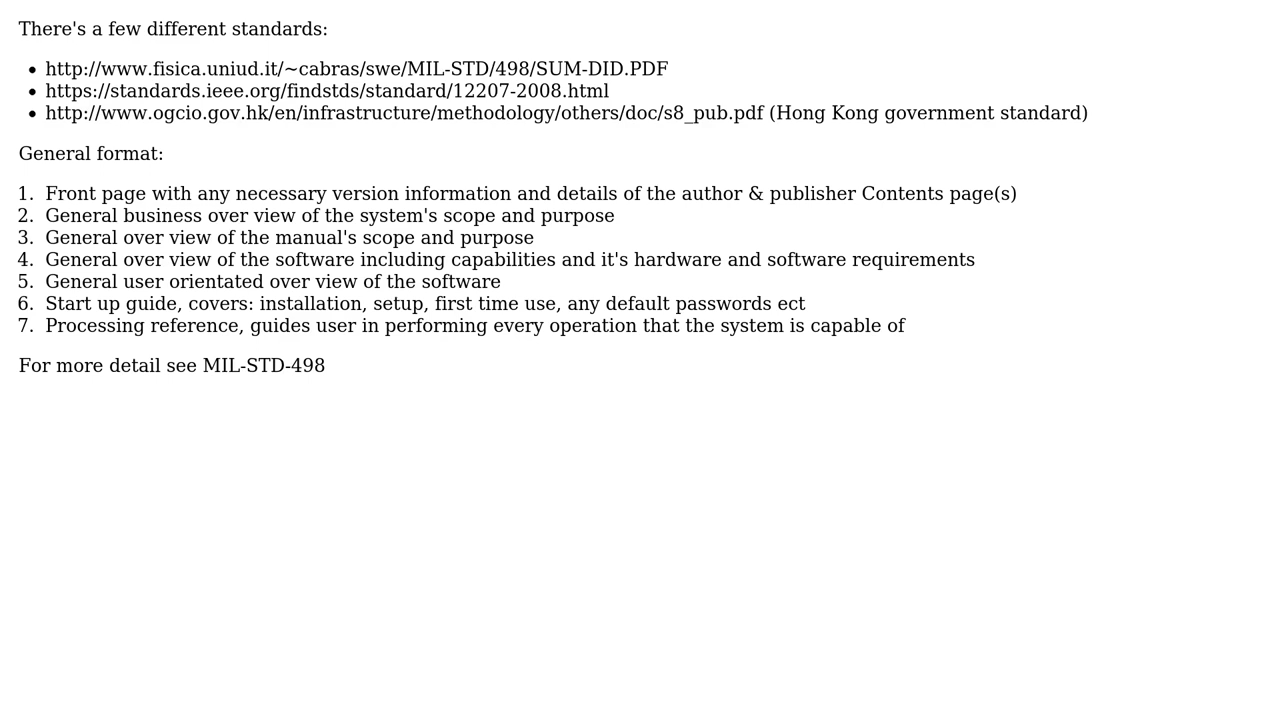 There's a few different standards:
• http://www.fisica.uniud.it/~cabras/swe/MIL-STD/498/SUM-DID.PDF
• https://standards.ieee.org/findstds/standard/12207-2008.html
• http://www.ogcio.gov.hk/en/infrastructure/methodology/others/doc/s8_pub.pdf (Hong Kong government standard)
General format:
1. Front page with any necessary version information and details of the author & publisher Contents page(s)
2. General business over view of the system's scope and purpose
3. General over view of the manual's scope and purpose
4. General over view of the software including capabilities and it's hardware and software requirements
5. General user orientated over view of the software
6. Start up guide, covers: installation, setup, first time use, any default passwords ect
7. Processing reference, guides user in performing every operation that the system is capable of
For more detail see MIL-STD-498